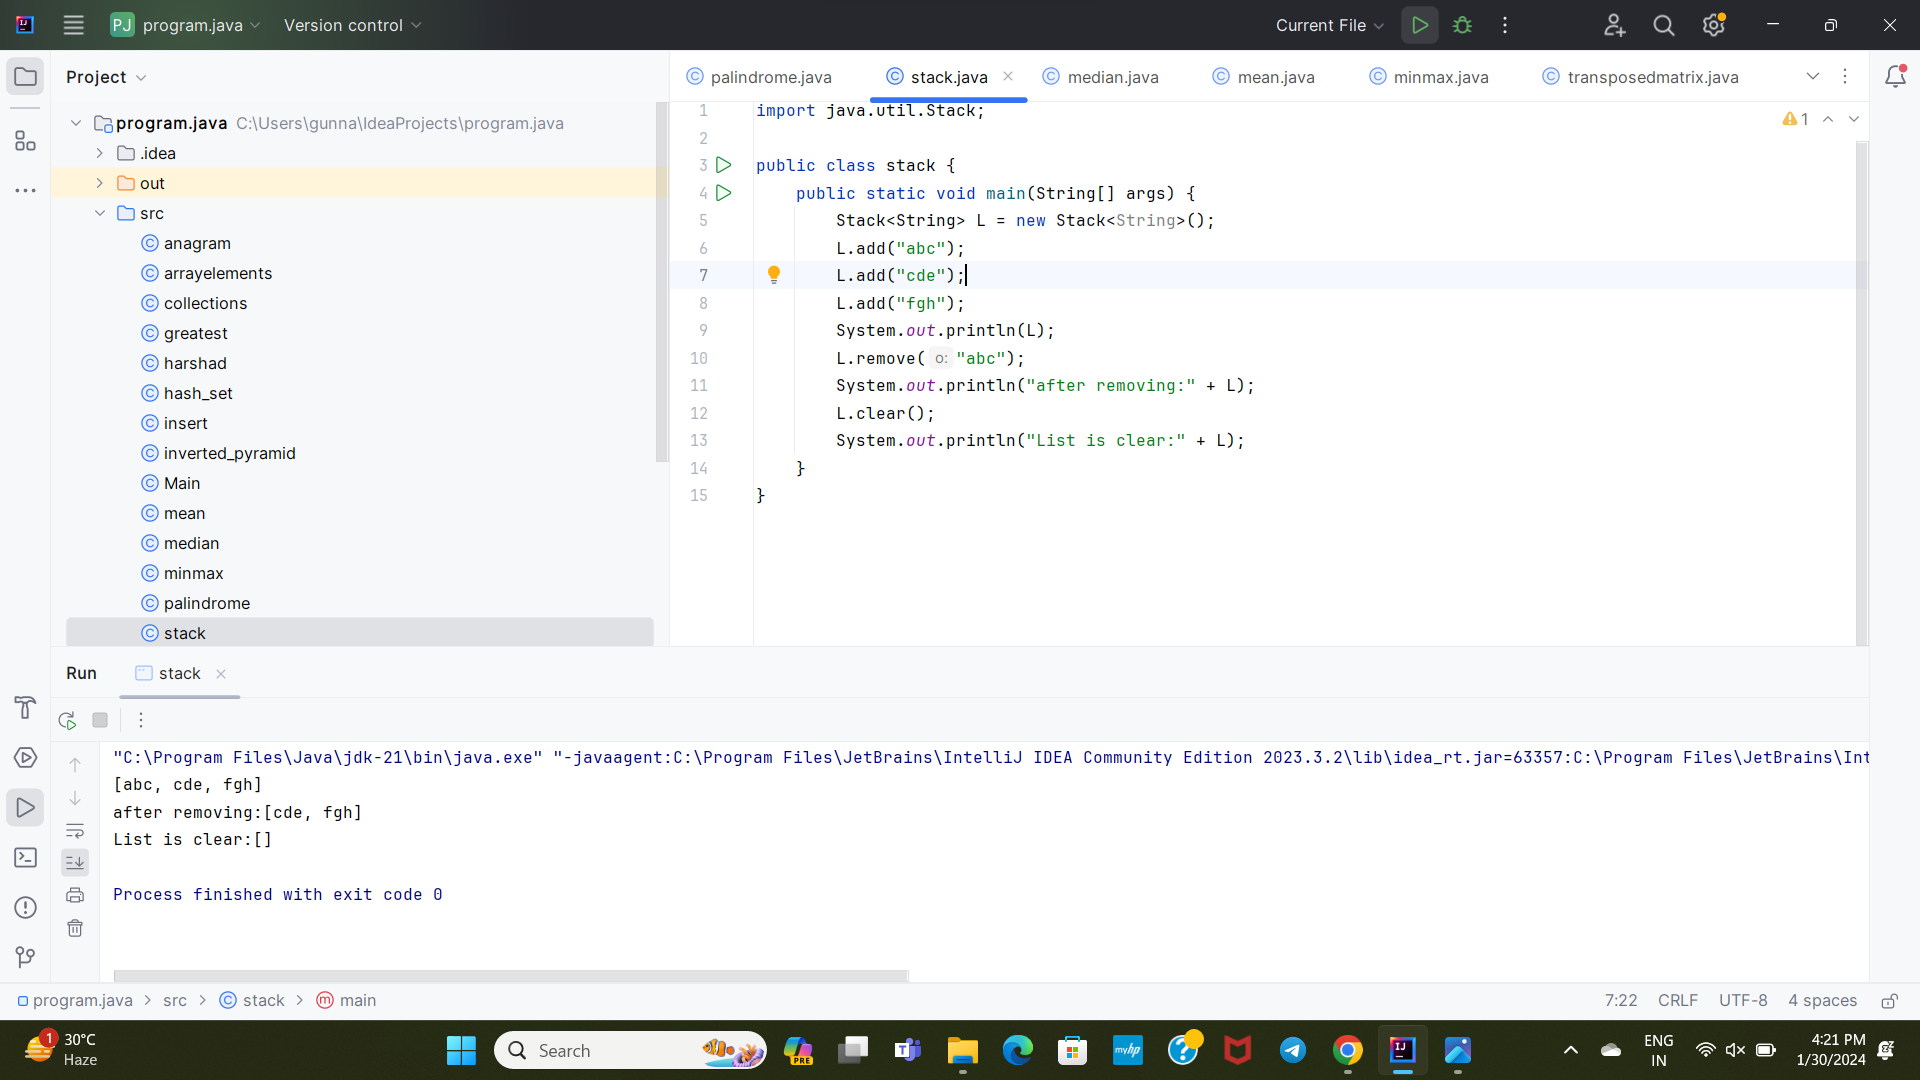 PJ program.java Version control Current File
Project
palindrome.java stack.java median.java mean.java minmax.java transposedmatrix.java
program.java C:\Users\gunna\IdeaProjects\program.java
.idea
out
src
anagram
arrayelements
collections
greatest
harshad
hash_set
insert
inverted_pyramid
Main
mean
median
minmax
palindrome
stack
1 import java.util.Stack;
2
3 public class stack {
4 public static void main(String[] args) {
5 Stack<String> L = new Stack<String>();
6 L.add("abc");
7 L.add("cde");
8 L.add("fgh");
9 System.out.println(L);
10 L.remove( o: "abc");
11 System.out.println("after removing:" + L);
12 L.clear();
13 System.out.println("List is clear:" + L);
14 }
15 }
1
Run stack
"C:\Program Files\Java\jdk-21\bin\java.exe" "-javaagent:C:\Program Files\JetBrains\IntelliJ IDEA Community Edition 2023.3.2\lib\idea_rt.jar=63357:C:\Program Files\JetBrains\Int
[abc, cde, fgh]
after removing:[cde, fgh]
List is clear:[]
Process finished with exit code 0
program.java > src > stack > main 7:22 CRLF UTF-8 4 spaces
1 30°C
Haze
Search
PRE
myhp
ENG
IN
4:21 PM
1/30/2024